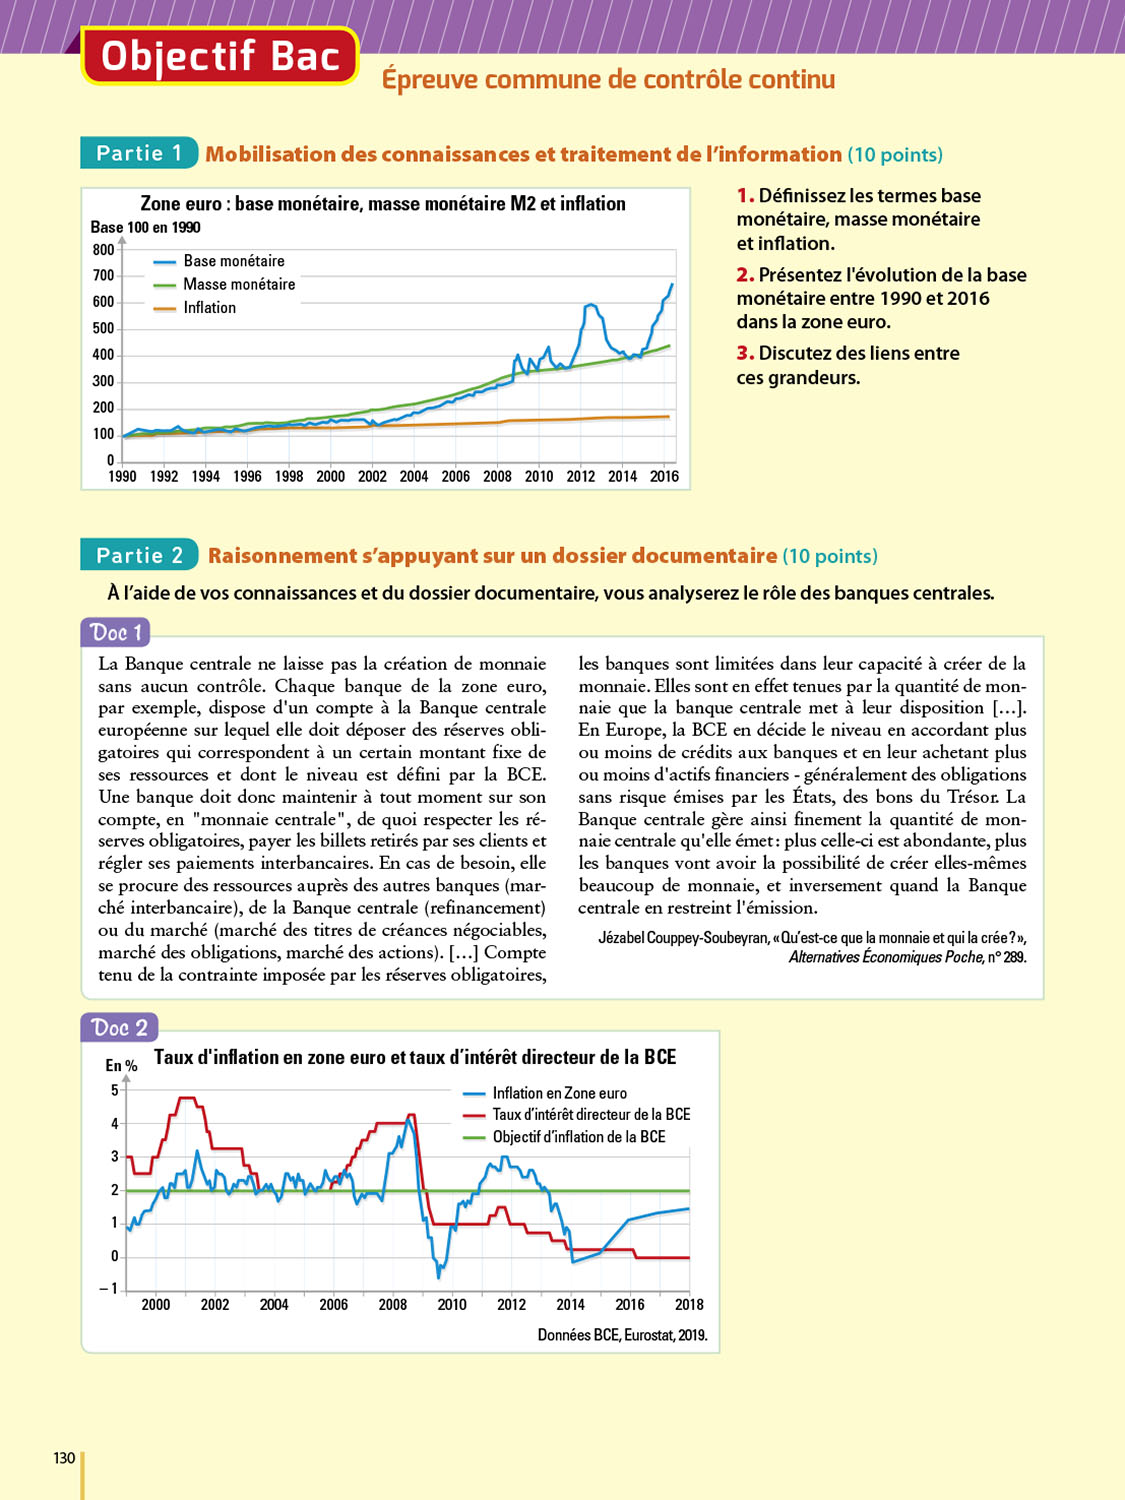 Objectif Bac
Épreuve commune de contrôle continu
Partie 1 Mobilisation des connaissances et traitement de l'information (10 points)
Zone euro : base monétaire, masse monétaire M2 et inflation
Base 100 en 1990
800
700
600
500
400
300
200
100
0
Base monétaire
Masse monétaire
Inflation
1990 1992 1994 1996 1998 2000 2002 2004 2006 2008 2010 2012 2014 2016
1. Définissez les termes base
monétaire, masse monétaire
et inflation.
2. Présentez l'évolution de la base
monétaire entre 1990 et 2016
dans la zone euro.
3. Discutez des liens entre
ces grandeurs.
Partie 2 Raisonnement s'appuyant sur un dossier documentaire (10 points)
À l'aide de vos connaissances et du dossier documentaire, vous analyserez le rôle des banques centrales.
Doc 1
La Banque centrale ne laisse pas la création de monnaie
sans aucun contrôle. Chaque banque de la zone euro,
par exemple, dispose d'un compte à la Banque centrale
européenne sur lequel elle doit déposer des réserves obli-
gatoires qui correspondent à un certain montant fixe de
ses ressources et dont le niveau est défini par la BCE.
Une banque doit donc maintenir à tout moment sur son
compte, en "monnaie centrale", de quoi respecter les ré-
serves obligatoires, payer les billets retirés par ses clients et
régler ses paiements interbancaires. En cas de besoin, elle
se procure des ressources auprès des autres banques (mar-
ché interbancaire), de la Banque centrale (refinancement)
ou du marché (marché des titres de créances négociables,
marché des obligations, marché des actions). […] Compte
tenu de la contrainte imposée par les réserves obligatoires,
les banques sont limitées dans leur capacité à créer de la
monnaie. Elles sont en effet tenues par la quantité de mon-
naie que la banque centrale met à leur disposition […].
En Europe, la BCE en décide le niveau en accordant plus
ou moins de crédits aux banques et en leur achetant plus
ou moins d'actifs financiers - généralement des obligations
sans risque émises par les États, des bons du Trésor. La
Banque centrale gère ainsi finement la quantité de mon-
naie centrale qu'elle émet : plus celle-ci est abondante, plus
les banques vont avoir la possibilité de créer elles-mêmes
beaucoup de monnaie, et inversement quand la Banque
centrale en restreint l'émission.
Jézabel Couppey-Soubeyran, « Qu'est-ce que la monnaie et qui la crée ? »,
Alternatives Économiques Poche, n° 289.
Doc 2
Taux d'inflation en zone euro et taux d'intérêt directeur de la BCE
En %
5
4
3
2
1
0
– 1
Inflation en Zone euro
Taux d'intérêt directeur de la BCE
Objectif d'inflation de la BCE
2000 2002 2004 2006 2008 2010 2012 2014 2016 2018
Données BCE, Eurostat, 2019.
130